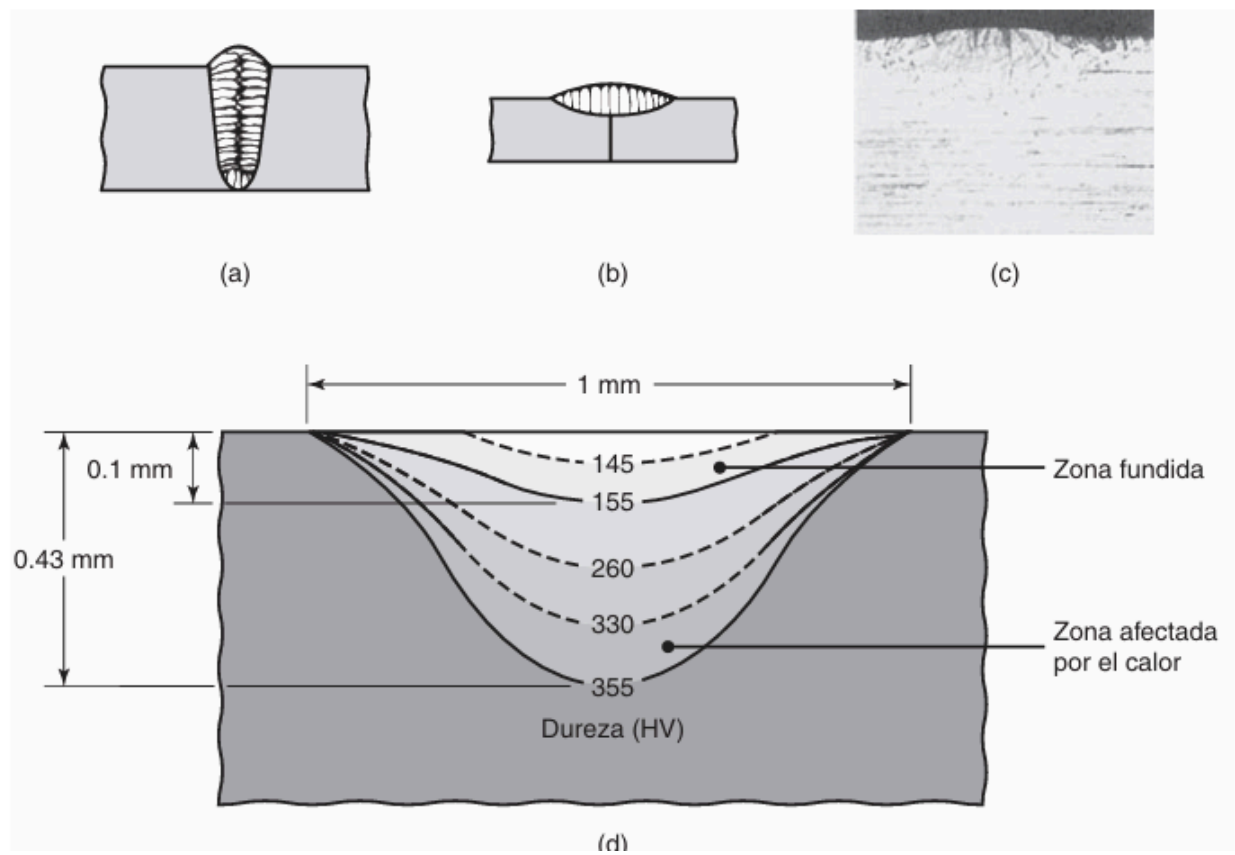 (a)
(b)
(c)
1 mm
0.1 mm
0.43 mm
145
155
260
330
355
Zona fundida
Zona afectada
por el calor
Dureza (HV)
(d)